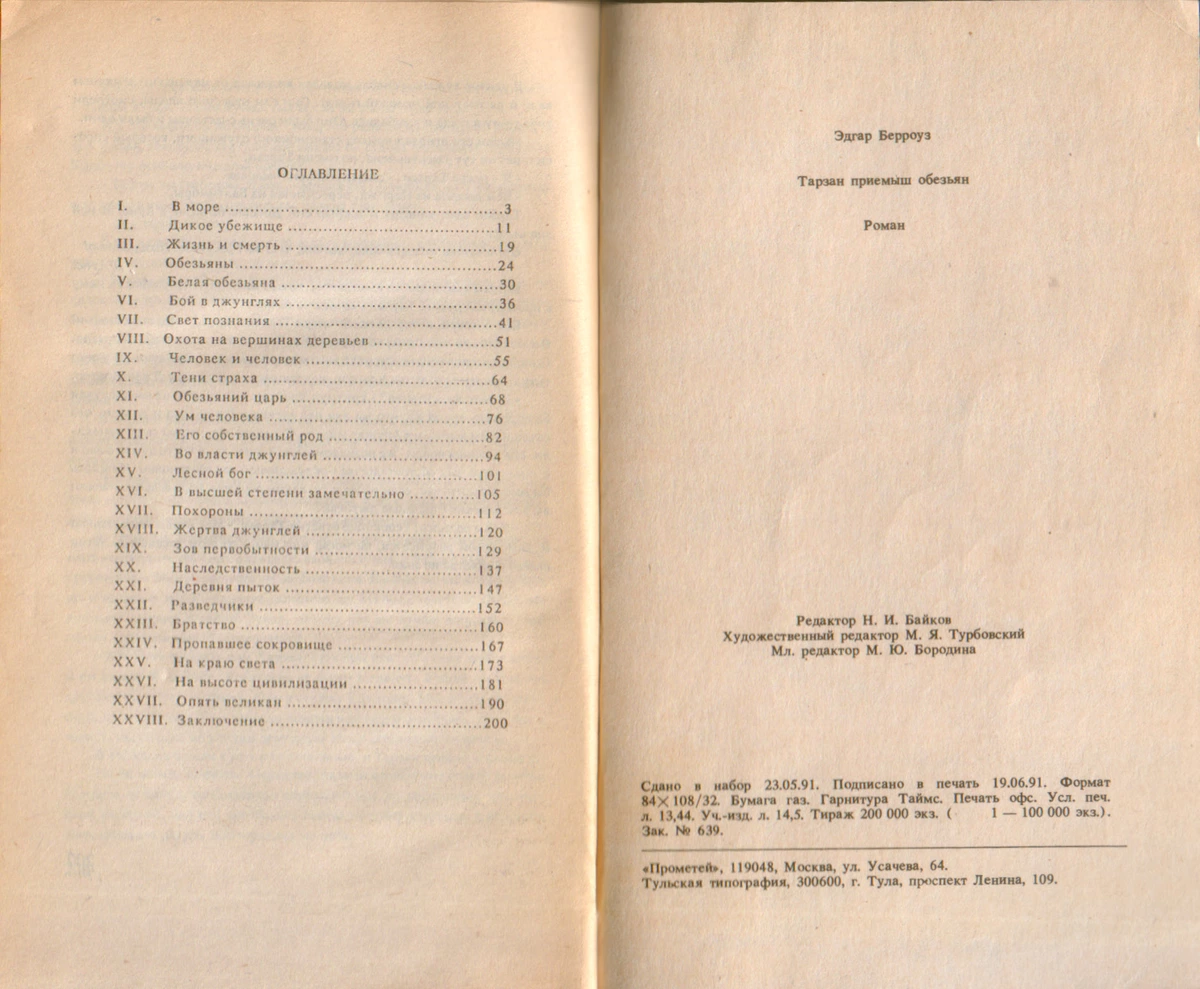 ОГЛАВЛЕНИЕ
I. В море ........ 3
II. Дикое убежище ........ 11
III. Жизнь и смерть ........ 19
IV. Обезьяны ........ 24
V. Белая обезьяна ........ 30
VI. Бой в джунглях ........ 36
VII. Свет познания ........ 41
VIII. Охота на вершинах деревьев ........ 51
IX. Человек и человек ........ 55
X. Тени страха ........ 64
XI. Обезьяний царь ........ 68
XII. Ум человека ........ 76
XIII. Его собственный род ........ 82
XIV. Во власти джунглей ........ 94
XV. Лесной бог ........ 101
XVI. В высшей степени замечательно ........ 105
XVII. Похороны ........ 112
XVIII. Жертва джунглей ........ 120
XIX. Зов первобытности ........ 129
XX. Наследственность ........ 137
XXI. Деревня пыток ........ 147
XXII. Разведчики ........ 152
XXIII. Братство ........ 160
XXIV. Пропавшее сокровище ........ 167
XXV. На краю света ........ 173
XXVI. На высоте цивилизации ........ 181
XXVII. Опять великан ........ 190
XXVIII. Заключение ........ 200
Эдгар Берроуз
Тарзан приемыш обезьян
Роман
Редактор Н. И. Байков
Художественный редактор М. Я. Турбовский
Мл. редактор М. Ю. Бородина
Сдано в набор 23.05.91. Подписано в печать 19.06.91. Формат
84×108/32. Бумага газ. Гарнитура Таймс. Печать офс. Усл. печ.
л. 13,44. Уч.-изд. л. 14,5. Тираж 200 000 экз. ( 1 — 100 000 экз.).
Зак. № 639.
«Прометей», 119048, Москва, ул. Усачева, 64.
Тульская типография, 300600, г. Тула, проспект Ленина, 109.